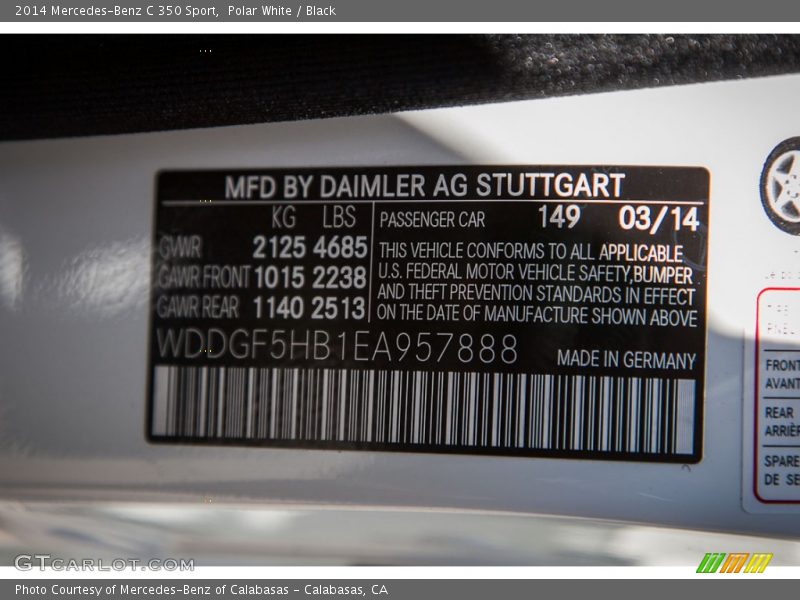 2014 Mercedes-Benz C 350 Sport, Polar White / Black
MFD BY DAIMLER AG STUTTGART
KG LBS PASSENGER CAR 149 03/14
GVWR 2125 4685
GAWR FRONT 1015 2238
GAWR REAR 1140 2513
THIS VEHICLE CONFORMS TO ALL APPLICABLE
U.S. FEDERAL MOTOR VEHICLE SAFETY,BUMPER
AND THEFT PREVENTION STANDARDS IN EFFECT
ON THE DATE OF MANUFACTURE SHOWN ABOVE
WDDGF5HB1EA957888 MADE IN GERMANY
FRONT
AVANT
REAR
ARRIÈR
SPARE
DE SE
GTCARLOT.COM
Photo Courtesy of Mercedes-Benz of Calabasas - Calabasas, CA